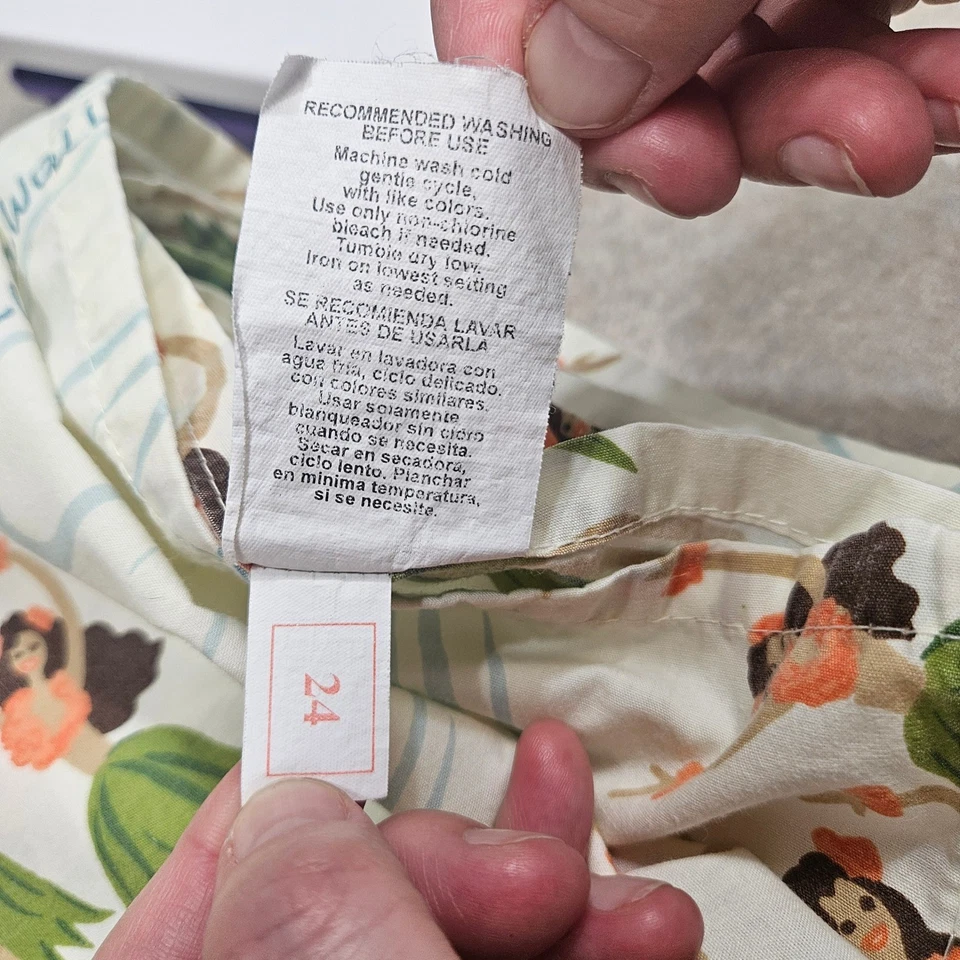 RECOMMENDED WASHING
BEFORE USE
Machine wash cold
gentle cycle,
with like colors.
Use only non-chlorine
bleach if needed.
Tumble dry low.
Iron on lowest setting
as needed.
SE RECOMIENDA LAVAR
ANTES DE USARLA
Lavar en lavadora con
agua fría, ciclo delicado.
con colores similares.
Usar solamente
blanqueador sin cloro
cuando se necesita.
Secar en secadora,
ciclo lento. Planchar
en mínima temperatura,
si se necesite.
24